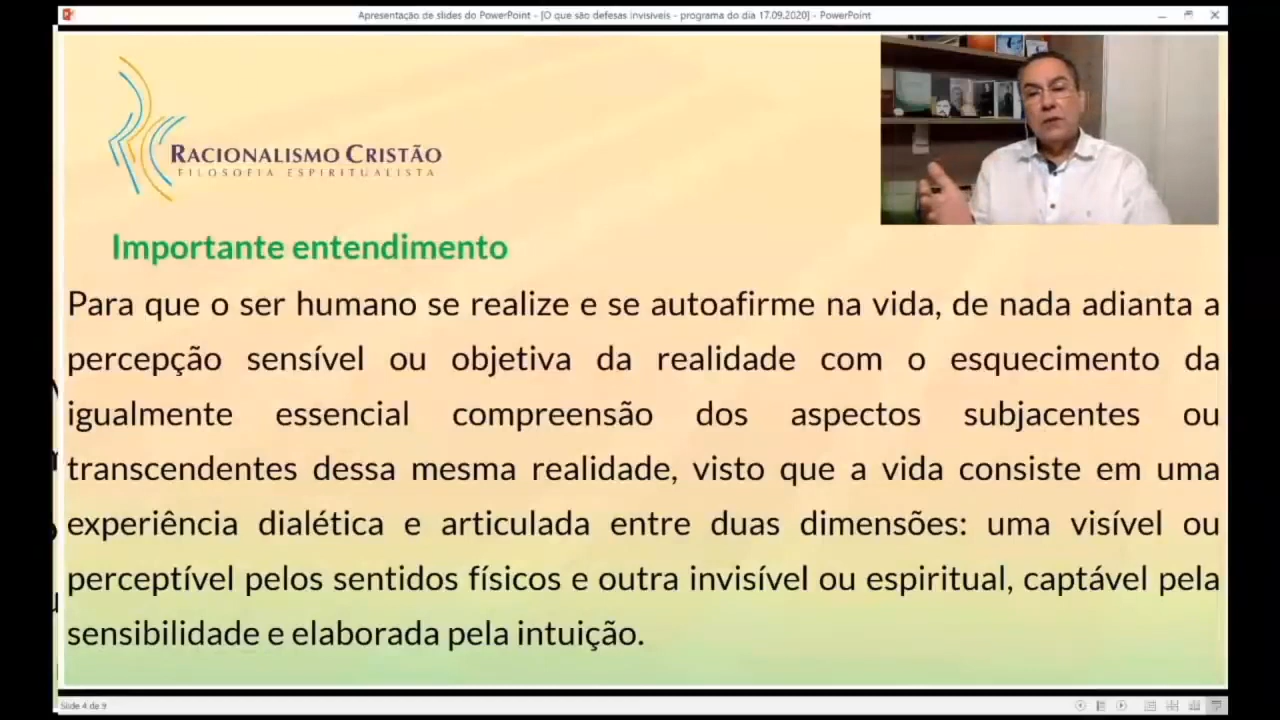 Apresentação de slides do PowerPoint - [O que são defesas invisíveis - programa do dia 17.09.2020] - PowerPoint
RACIONALISMO CRISTÃO
FILOSOFIA ESPIRITUALISTA
Importante entendimento
Para que o ser humano se realize e se autoafirme na vida, de nada adianta a
percepção sensível ou objetiva da realidade com o esquecimento da
igualmente essencial compreensão dos aspectos subjacentes ou
transcendentes dessa mesma realidade, visto que a vida consiste em uma
experiência dialética e articulada entre duas dimensões: uma visível ou
perceptível pelos sentidos físicos e outra invisível ou espiritual, captável pela
sensibilidade e elaborada pela intuição.
Slide 4 de 9